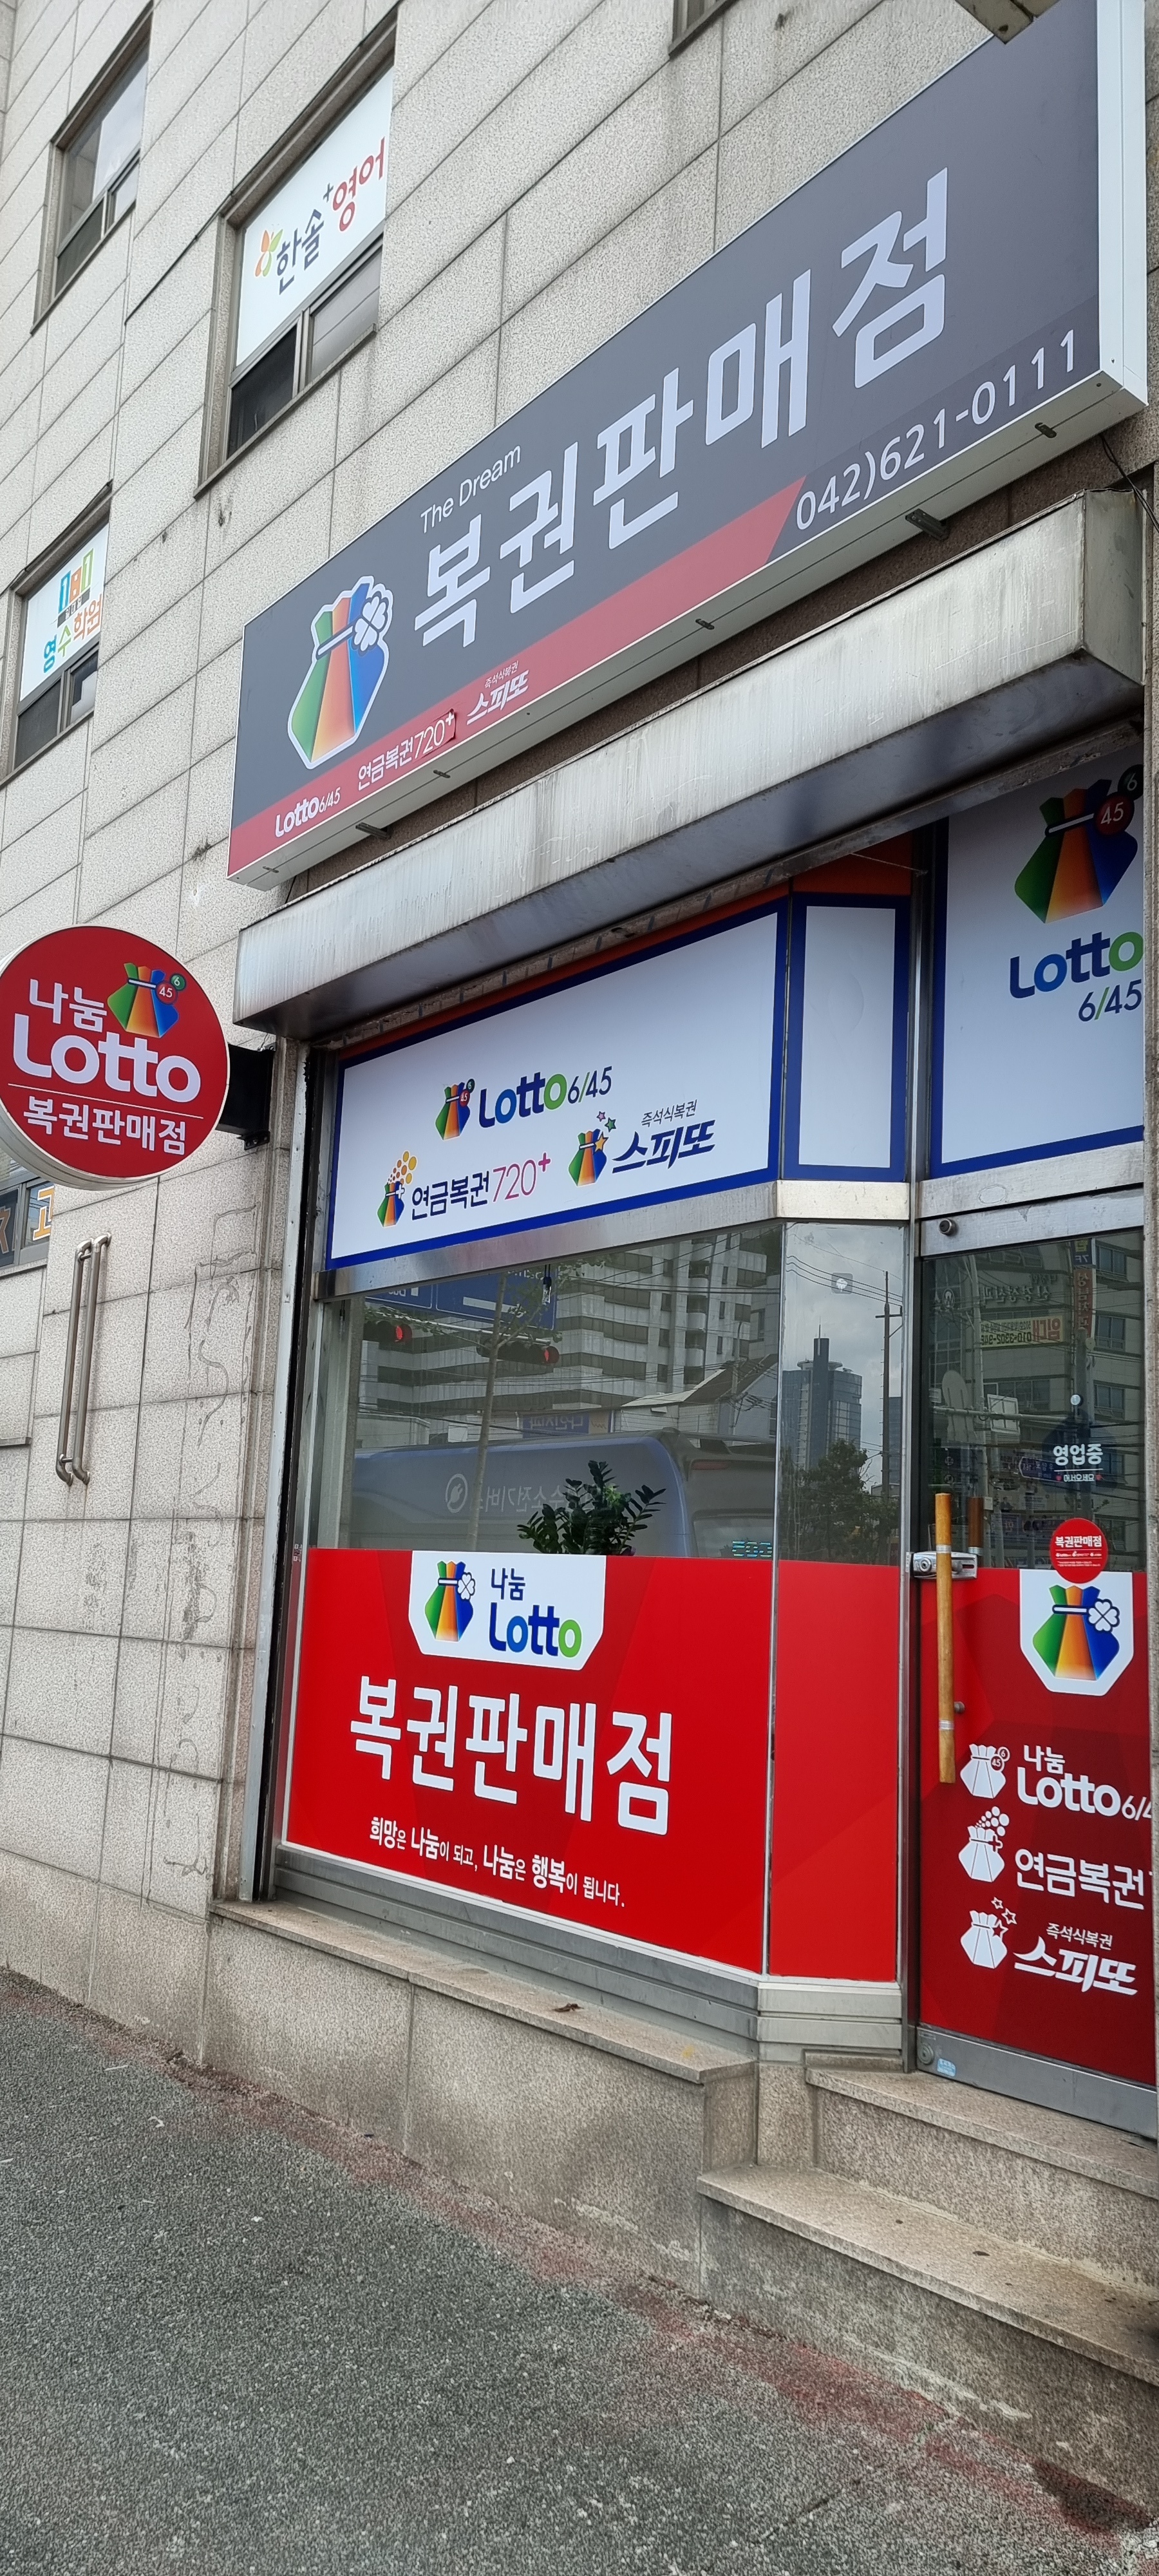 한솔+영어
영수학원
The Dream
복권판매점
042)621-0111
Lotto6/45 연금복권720+ 즉석식복권 스피또
나눔
Lotto
복권판매점
Lotto6/45
연금복권720+
즉석식복권
스피또
45 6
Lotto
6/45
영업중
복권판매점
나눔
Lotto
복권판매점
희망은 나눔이 되고, 나눔은 행복이 됩니다.
나눔
Lotto6/4
연금복권
즉석식복권
스피또